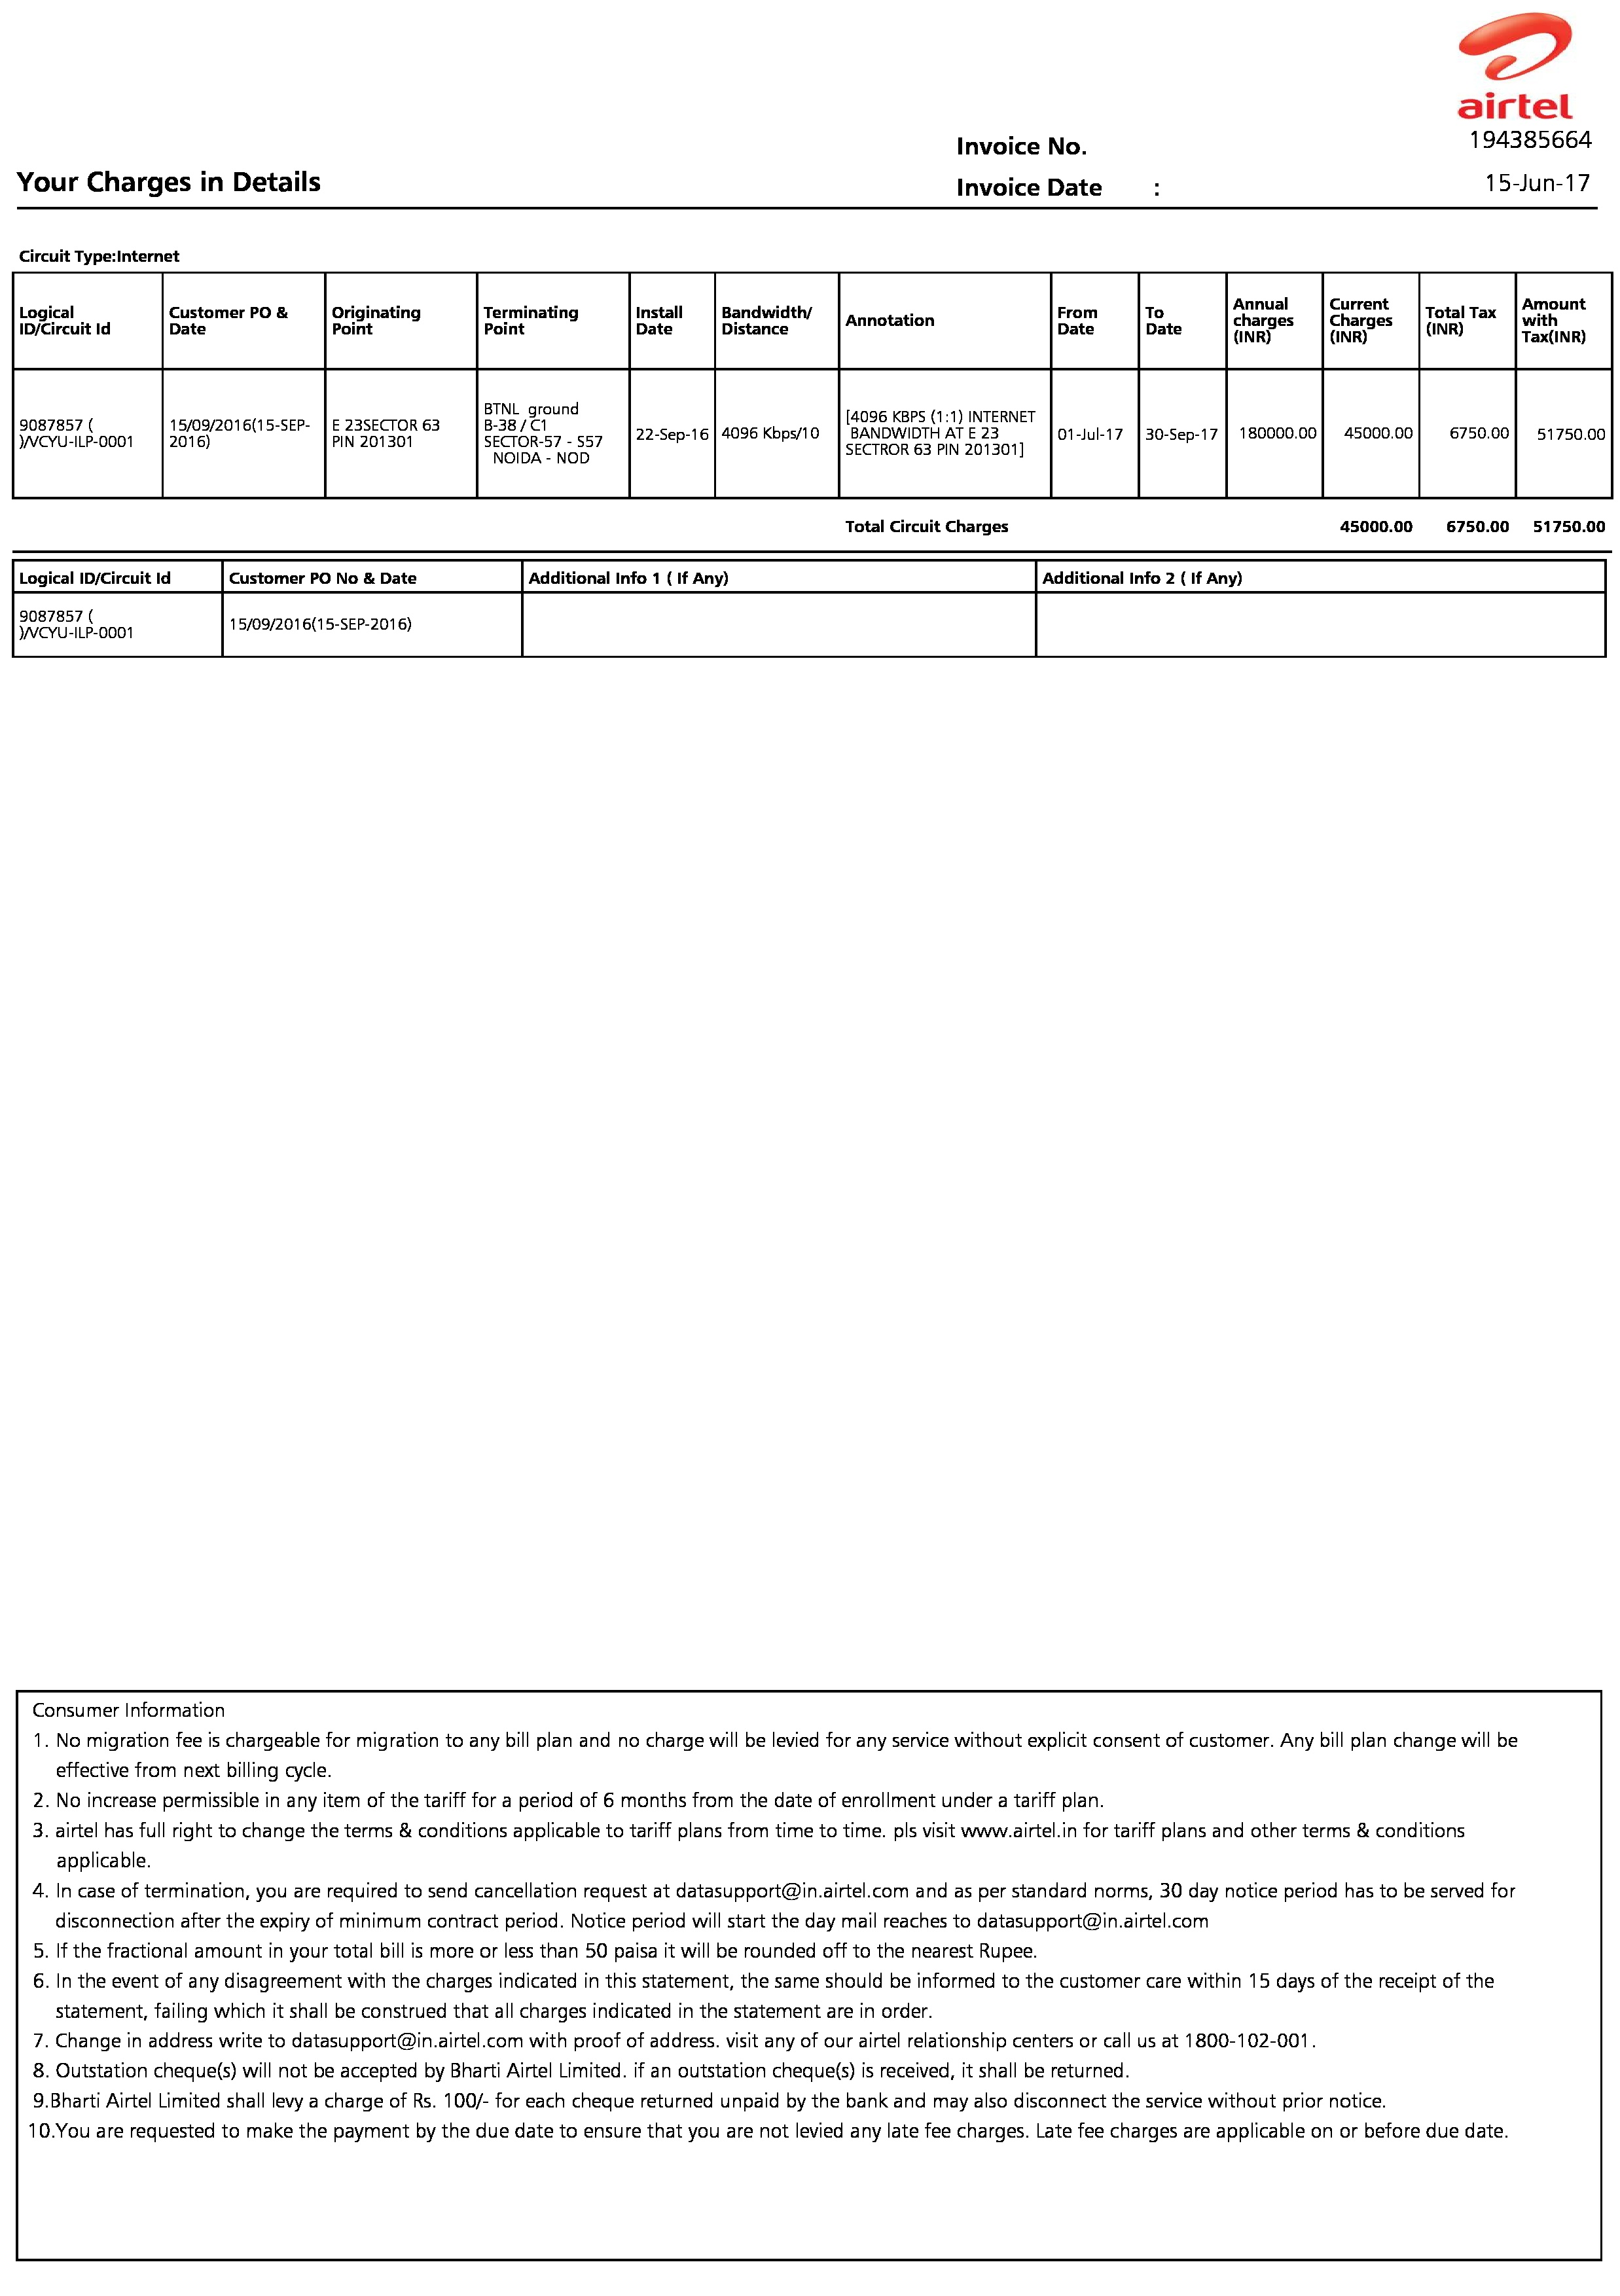 airtel
Invoice No. 194385664
Your Charges in Details
Invoice Date : 15-Jun-17
Circuit Type:Internet
Logical ID/Circuit Id
Customer PO & Date
Originating Point
Terminating Point
Install Date
Bandwidth/ Distance
Annotation
From Date
To Date
Annual charges (INR)
Current Charges (INR)
Total Tax (INR)
Amount with Tax(INR)
9087857 (
)/VCYU-ILP-0001
15/09/2016(15-SEP-
2016)
E 23SECTOR 63
PIN 201301
BTNL ground
B-38 / C1
SECTOR-57 - S57
NOIDA - NOD
22-Sep-16
4096 Kbps/10
[4096 KBPS (1:1) INTERNET
BANDWIDTH AT E 23
SECTROR 63 PIN 201301]
01-Jul-17
30-Sep-17
180000.00
45000.00
6750.00
51750.00
Total Circuit Charges 45000.00 6750.00 51750.00
Logical ID/Circuit Id
Customer PO No & Date
Additional Info 1 ( If Any)
Additional Info 2 ( If Any)
9087857 (
)/VCYU-ILP-0001
15/09/2016(15-SEP-2016)
Consumer Information
1. No migration fee is chargeable for migration to any bill plan and no charge will be levied for any service without explicit consent of customer. Any bill plan change will be
effective from next billing cycle.
2. No increase permissible in any item of the tariff for a period of 6 months from the date of enrollment under a tariff plan.
3. airtel has full right to change the terms & conditions applicable to tariff plans from time to time. pls visit www.airtel.in for tariff plans and other terms & conditions
applicable.
4. In case of termination, you are required to send cancellation request at datasupport@in.airtel.com and as per standard norms, 30 day notice period has to be served for
disconnection after the expiry of minimum contract period. Notice period will start the day mail reaches to datasupport@in.airtel.com
5. If the fractional amount in your total bill is more or less than 50 paisa it will be rounded off to the nearest Rupee.
6. In the event of any disagreement with the charges indicated in this statement, the same should be informed to the customer care within 15 days of the receipt of the
statement, failing which it shall be construed that all charges indicated in the statement are in order.
7. Change in address write to datasupport@in.airtel.com with proof of address. visit any of our airtel relationship centers or call us at 1800-102-001.
8. Outstation cheque(s) will not be accepted by Bharti Airtel Limited. if an outstation cheque(s) is received, it shall be returned.
9.Bharti Airtel Limited shall levy a charge of Rs. 100/- for each cheque returned unpaid by the bank and may also disconnect the service without prior notice.
10.You are requested to make the payment by the due date to ensure that you are not levied any late fee charges. Late fee charges are applicable on or before due date.